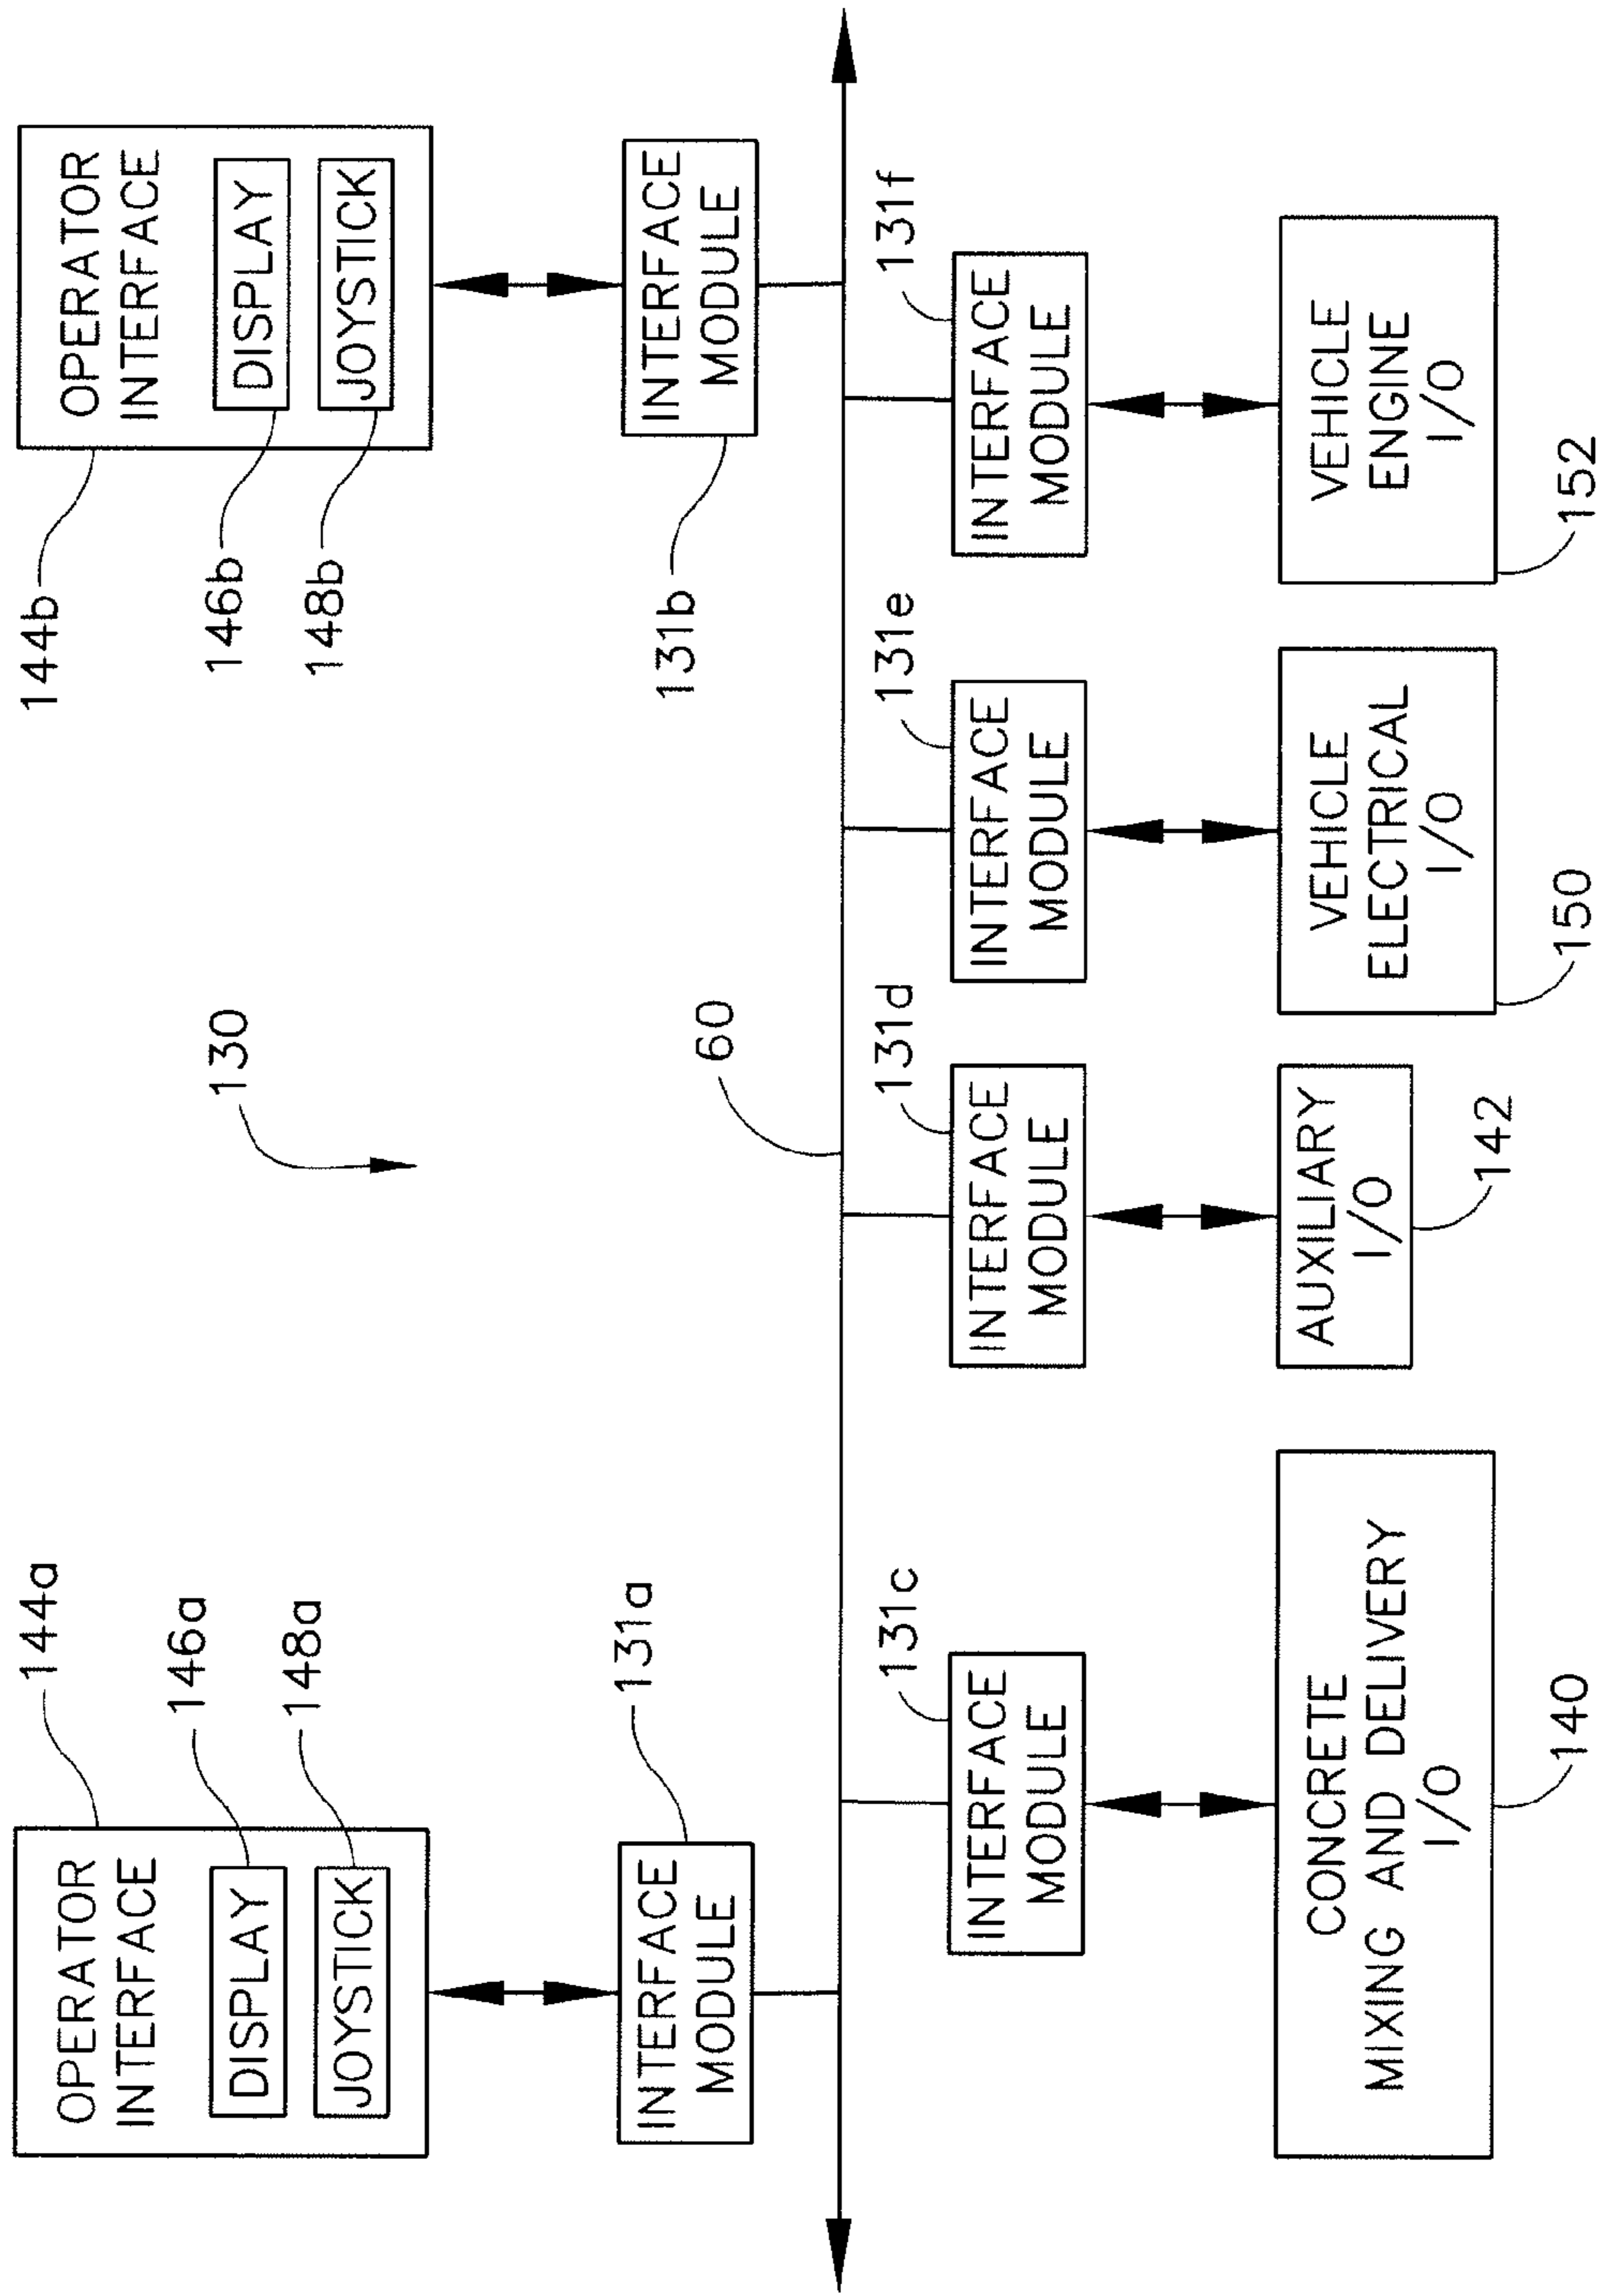 144a
OPERATOR
INTERFACE
146a
DISPLAY
148a
JOYSTICK
131a
INTERFACE
MODULE
130
144b
OPERATOR
INTERFACE
146b
DISPLAY
148b
JOYSTICK
131b
INTERFACE
MODULE
60
131c
INTERFACE
MODULE
CONCRETE
MIXING AND DELIVERY
I/O
140
131d
INTERFACE
MODULE
AUXILIARY
I/O
142
131e
INTERFACE
MODULE
VEHICLE
ELECTRICAL
I/O
150
131f
INTERFACE
MODULE
VEHICLE
ENGINE
I/O
152